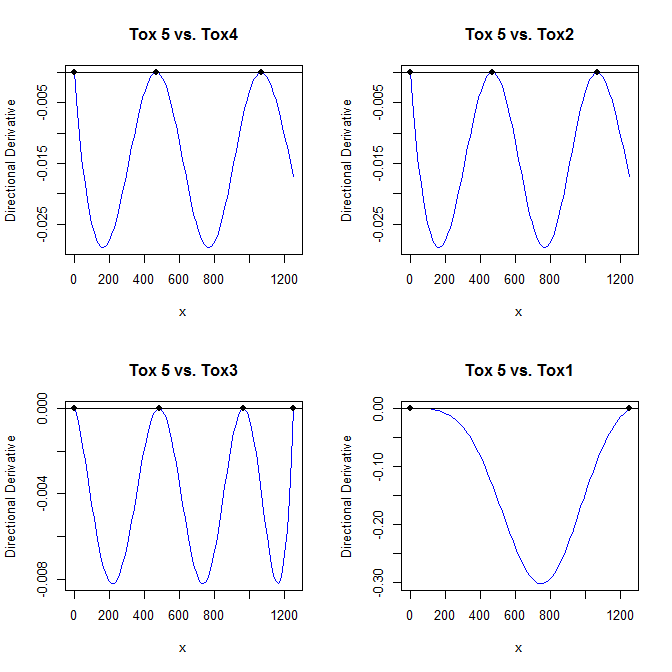 Tox 5 vs. Tox4
Directional Derivative
-0.005
-0.015
-0.025
0 200 400 600 800 1200
x
Tox 5 vs. Tox2
Directional Derivative
-0.005
-0.015
-0.025
0 200 400 600 800 1200
x
Tox 5 vs. Tox3
Directional Derivative
0.000
-0.004
-0.008
0 200 400 600 800 1200
x
Tox 5 vs. Tox1
Directional Derivative
0.00
-0.10
-0.20
-0.30
0 200 400 600 800 1200
x